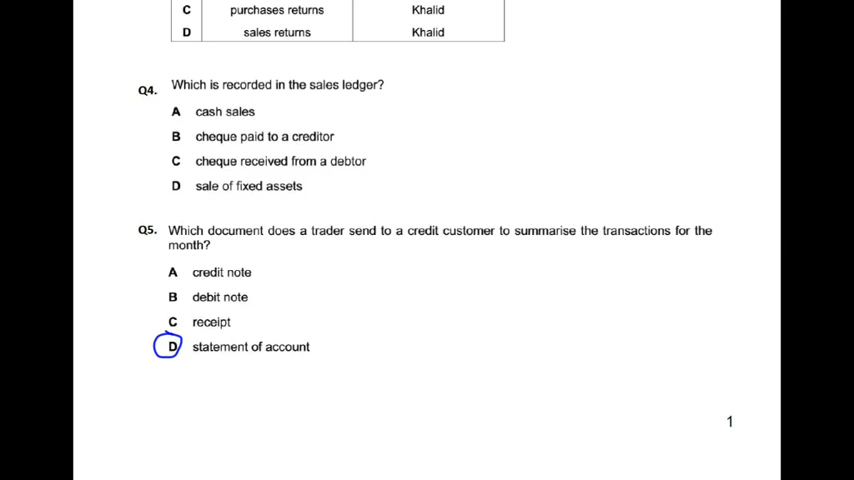 C purchases returns Khalid
D sales returns Khalid
Q4. Which is recorded in the sales ledger?
A cash sales
B cheque paid to a creditor
C cheque received from a debtor
D sale of fixed assets
Q5. Which document does a trader send to a credit customer to summarise the transactions for the
month?
A credit note
B debit note
C receipt
D statement of account
1